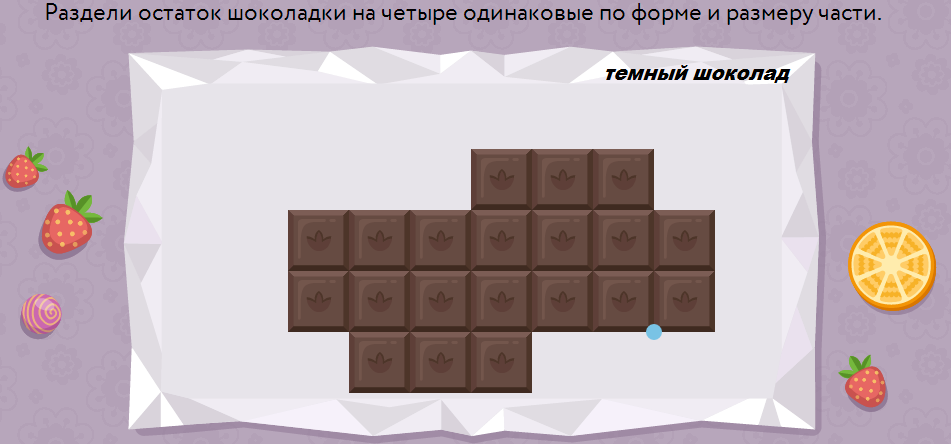 Раздели остаток шоколадки на четыре одинаковые по форме и размеру части.
темный шоколад